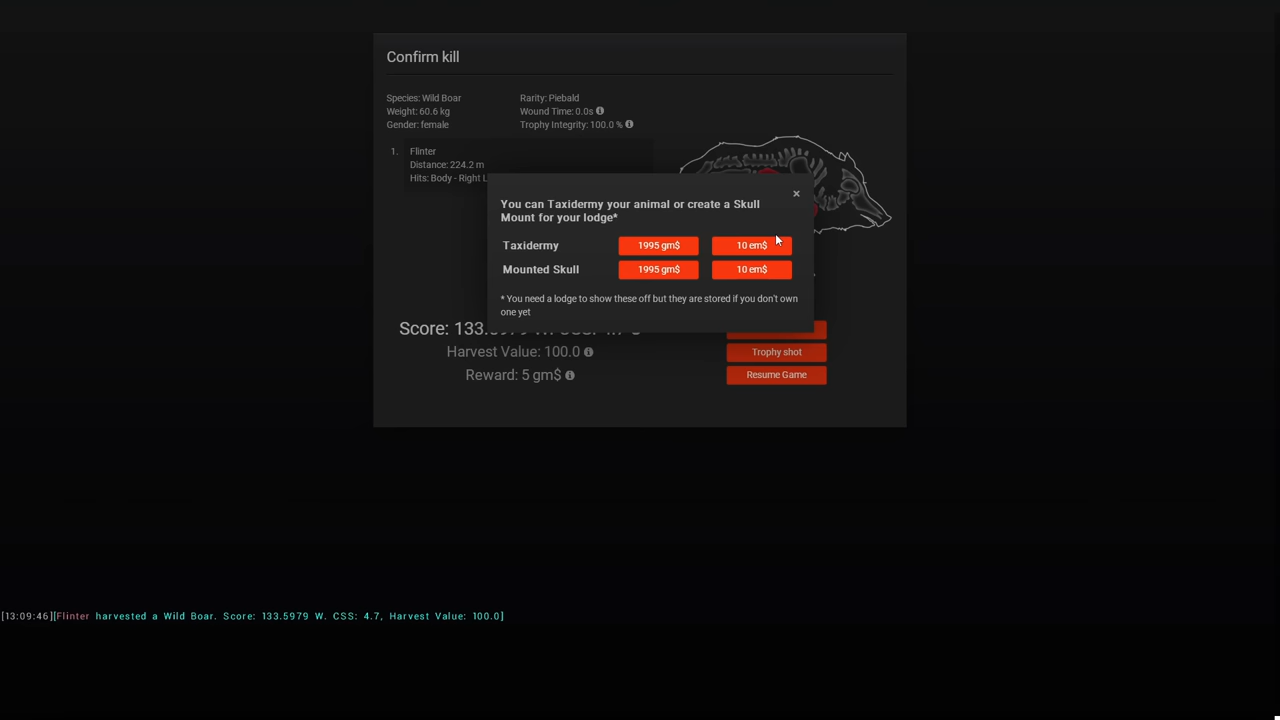 Confirm kill
Species: Wild Boar
Weight: 60.6 kg
Gender: female
Rarity: Piebald
Wound Time: 0.0s
Trophy Integrity: 100.0 %
1.
Flinter
Distance: 224.2 m
Hits: Body - Right L
×
You can Taxidermy your animal or create a Skull
Mount for your lodge*
Taxidermy 1995 gm$ 10 em$
Mounted Skull 1995 gm$ 10 em$
* You need a lodge to show these off but they are stored if you don't own
one yet
Score: 133.
Harvest Value: 100.0
Reward: 5 gm$
Trophy shot
Resume Game
[13:09:46][Flinter harvested a Wild Boar. Score: 133.5979 W. CSS: 4.7, Harvest Value: 100.0]